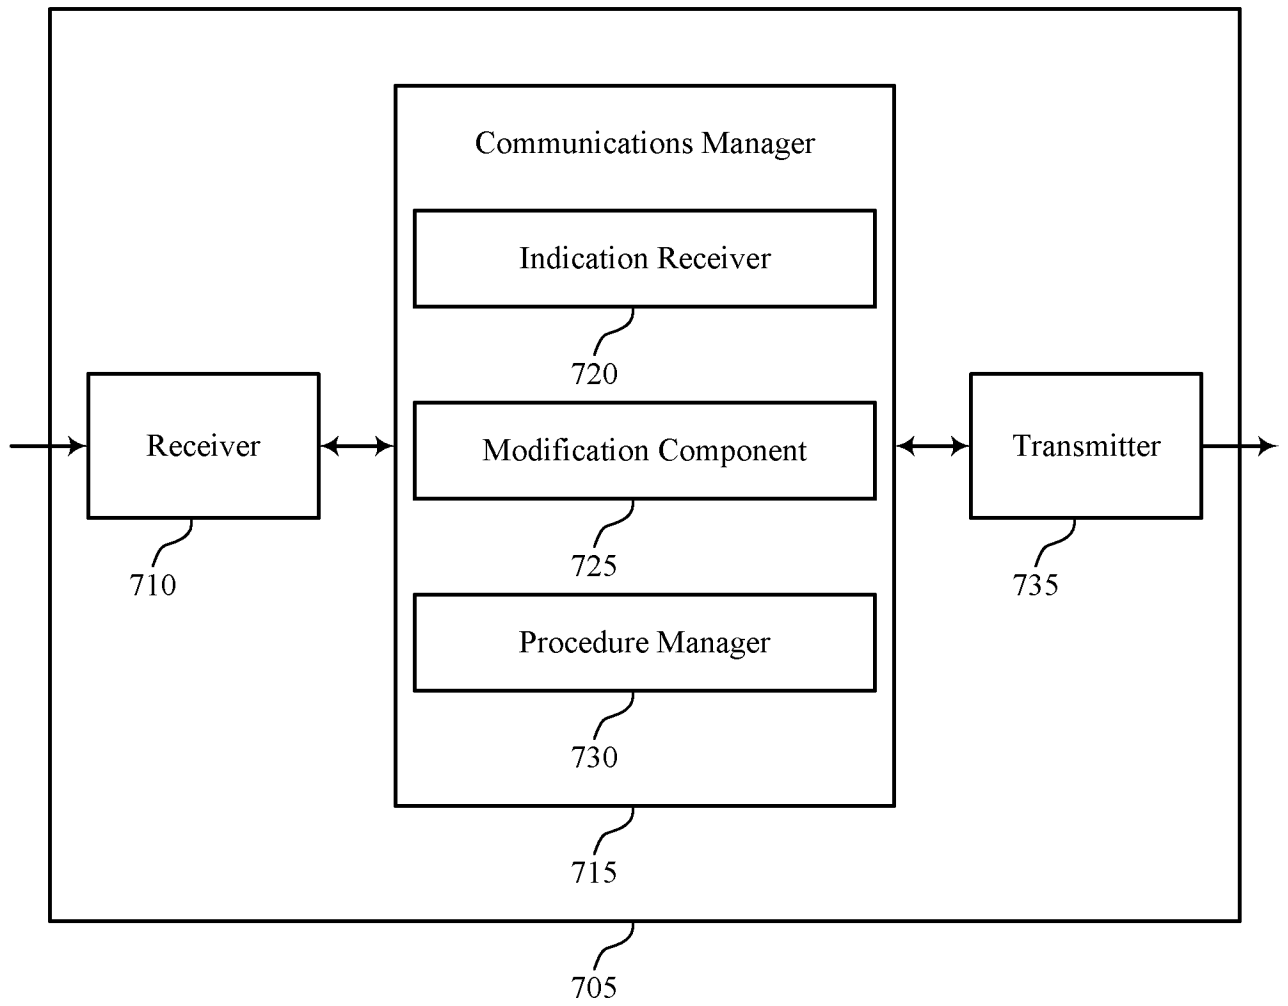 Communications Manager
Indication Receiver
720
Receiver
710
Modification Component
725
Transmitter
735
Procedure Manager
730
715
705